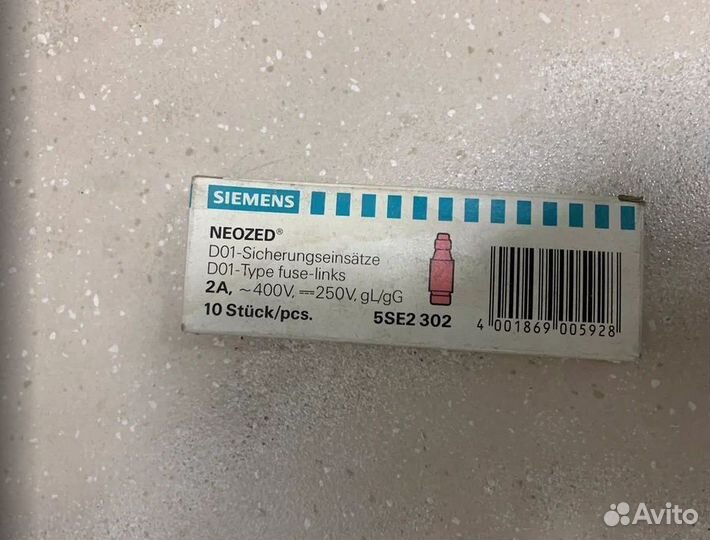 SIEMENS
NEOZED®
D01-Sicherungseinsätze
D01-Type fuse-links
2A, ~400V, ⎓250V, gL/gG
10 Stück/pcs. 5SE2 302
4 001869 005928
Avito